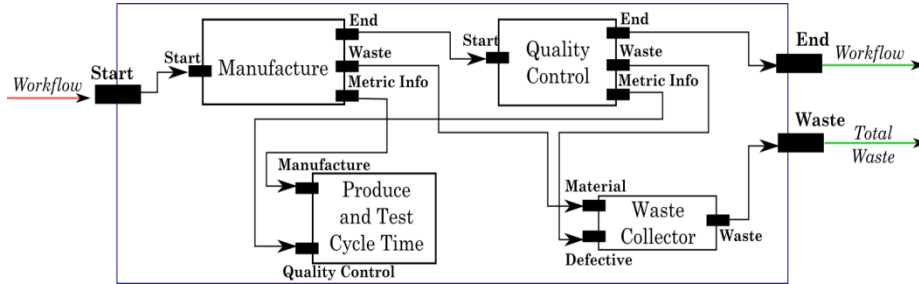 Workflow
Start
Start
Manufacture
End
Waste
Metric Info
Start
Quality
Control
End
Waste
Metric Info
End
Workflow
Waste
Total
Waste
Manufacture
Produce
and Test
Cycle Time
Quality Control
Material
Waste
Collector
Defective
Waste